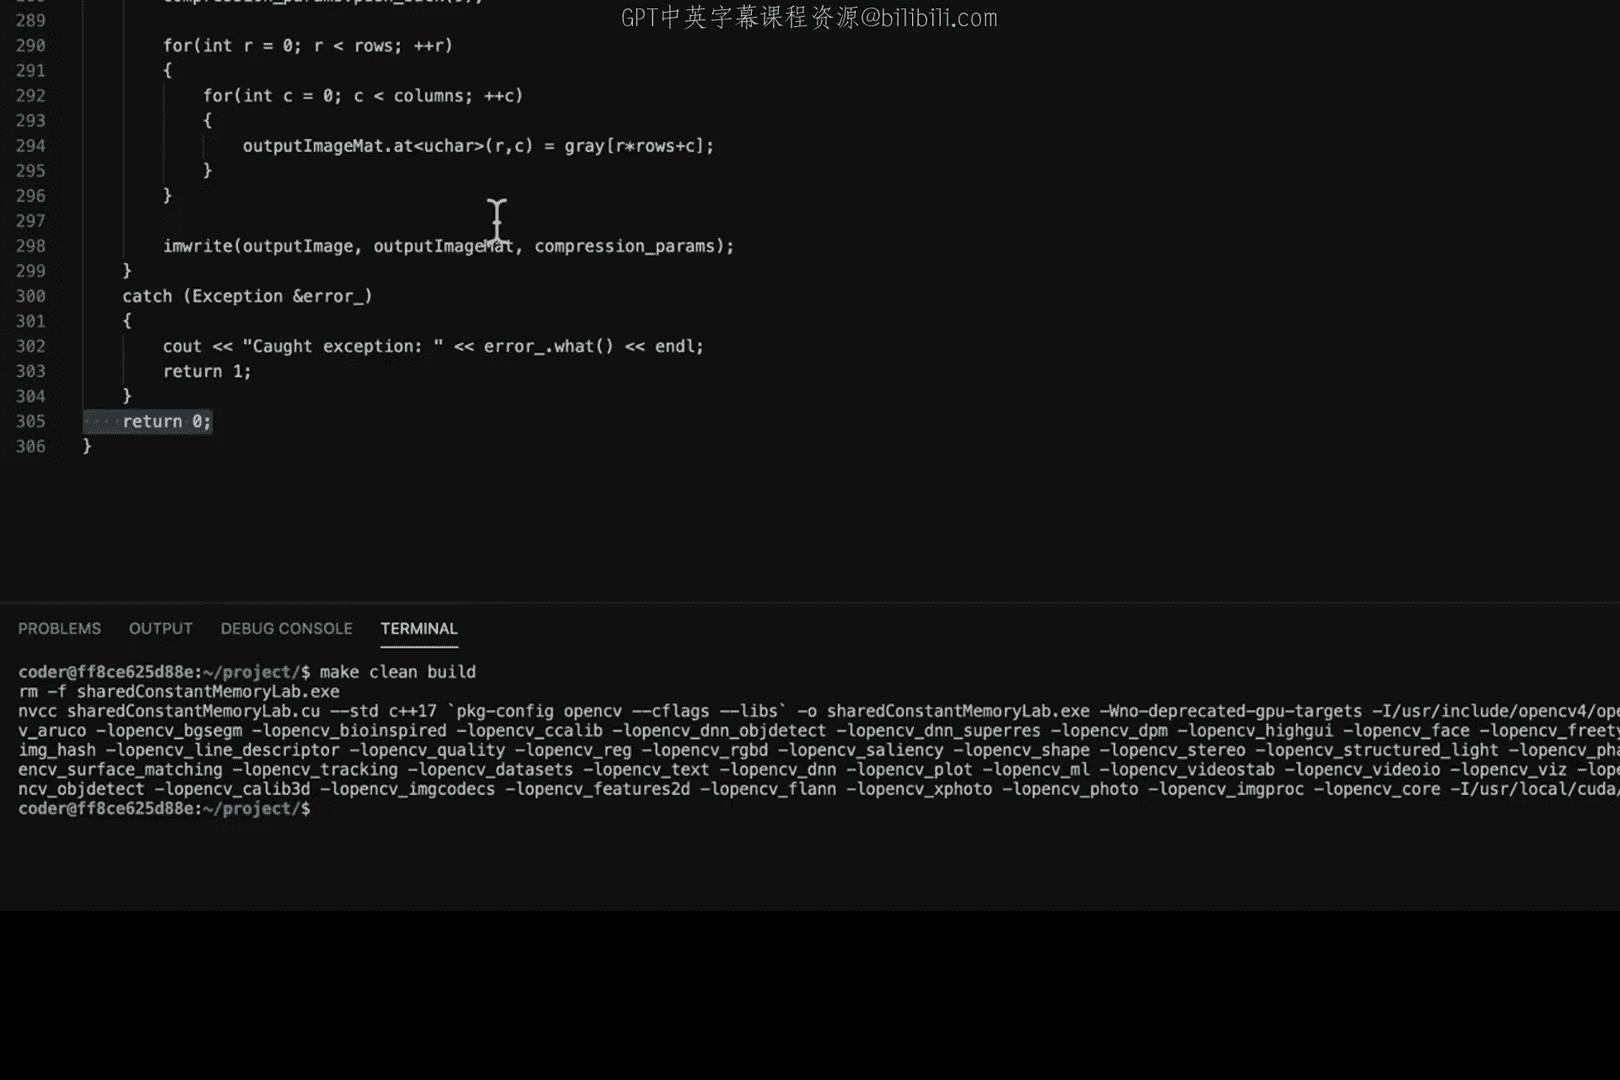 GPT中英字幕课程资源@bilibili.com
289
290 for(int r = 0; r < rows; ++r)
291 {
292 for(int c = 0; c < columns; ++c)
293 {
294 outputImageMat.at<uchar>(r,c) = gray[r*rows+c];
295 }
296 }
297
298 imwrite(outputImage, outputImageMat, compression_params);
299 }
300 catch (Exception &error_)
301 {
302 cout << "Caught exception: " << error_.what() << endl;
303 return 1;
304 }
305 return 0;
306 }
PROBLEMS OUTPUT DEBUG CONSOLE TERMINAL
coder@ff8ce625d88e:~/project/$ make clean build
rm -f sharedConstantMemoryLab.exe
nvcc sharedConstantMemoryLab.cu --std c++17 `pkg-config opencv --cflags --libs` -o sharedConstantMemoryLab.exe -Wno-deprecated-gpu-targets -I/usr/include/opencv4/ope
v_aruco -lopencv_bgsegm -lopencv_bioinspired -lopencv_ccalib -lopencv_dnn_objdetect -lopencv_dnn_superres -lopencv_dpm -lopencv_highgui -lopencv_face -lopencv_freety
img_hash -lopencv_line_descriptor -lopencv_quality -lopencv_reg -lopencv_rgbd -lopencv_saliency -lopencv_shape -lopencv_stereo -lopencv_structured_light -lopencv_pha
encv_surface_matching -lopencv_tracking -lopencv_datasets -lopencv_text -lopencv_dnn -lopencv_plot -lopencv_ml -lopencv_videostab -lopencv_videoio -lopencv_viz -lope
ncv_objdetect -lopencv_calib3d -lopencv_imgcodecs -lopencv_features2d -lopencv_flann -lopencv_xphoto -lopencv_photo -lopencv_imgproc -lopencv_core -I/usr/local/cuda/
coder@ff8ce625d88e:~/project/$